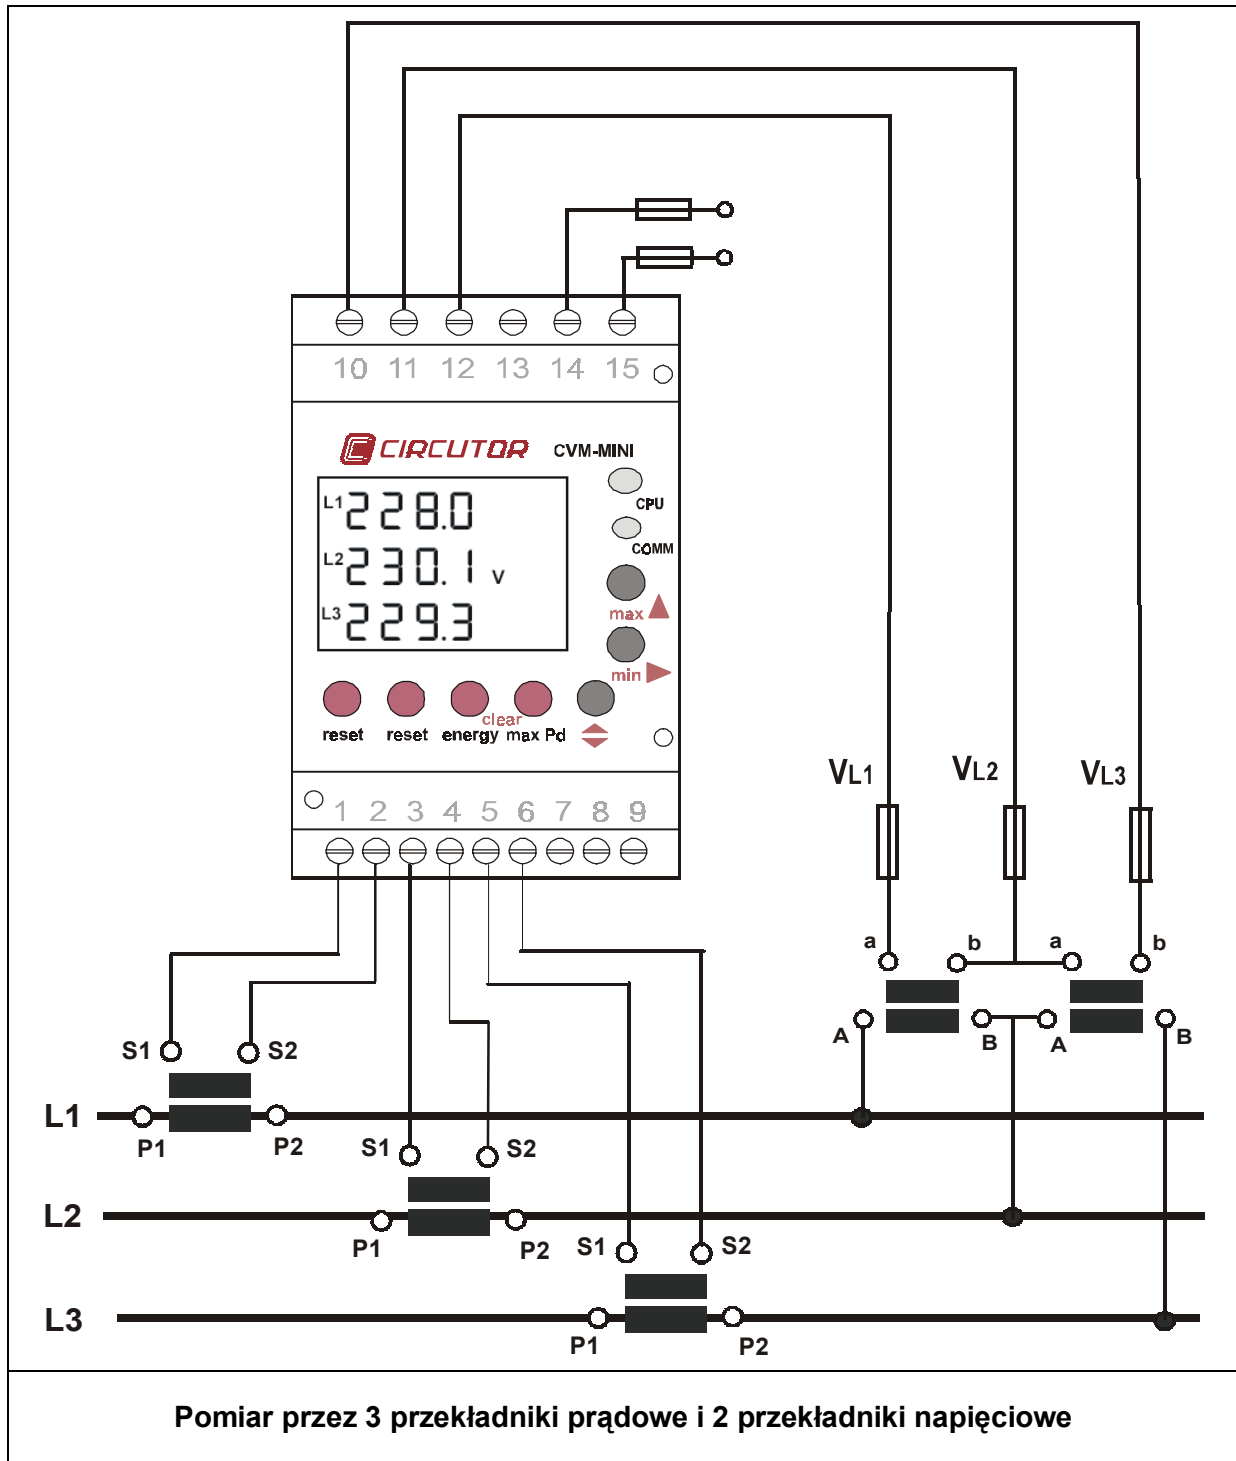 10 11 12 13 14 15
CIRCUTOR CVM-MINI
L1 228.0
L2 230.1 V
L3 229.3
CPU
COMM
max
min
clear
reset reset energy max Pd
1 2 3 4 5 6 7 8 9
VL1 VL2 VL3
a b a b
A B A B
S1 S2
L1
P1 P2
S1 S2
L2
P1 P2
S1 S2
L3
P1 P2
Pomiar przez 3 przekładniki prądowe i 2 przekładniki napięciowe